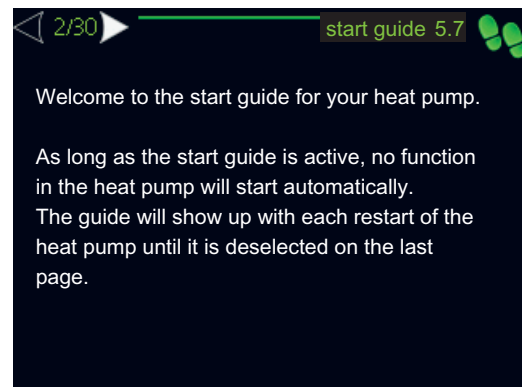 2/30
start guide 5.7
Welcome to the start guide for your heat pump.
As long as the start guide is active, no function
in the heat pump will start automatically.
The guide will show up with each restart of the
heat pump until it is deselected on the last
page.